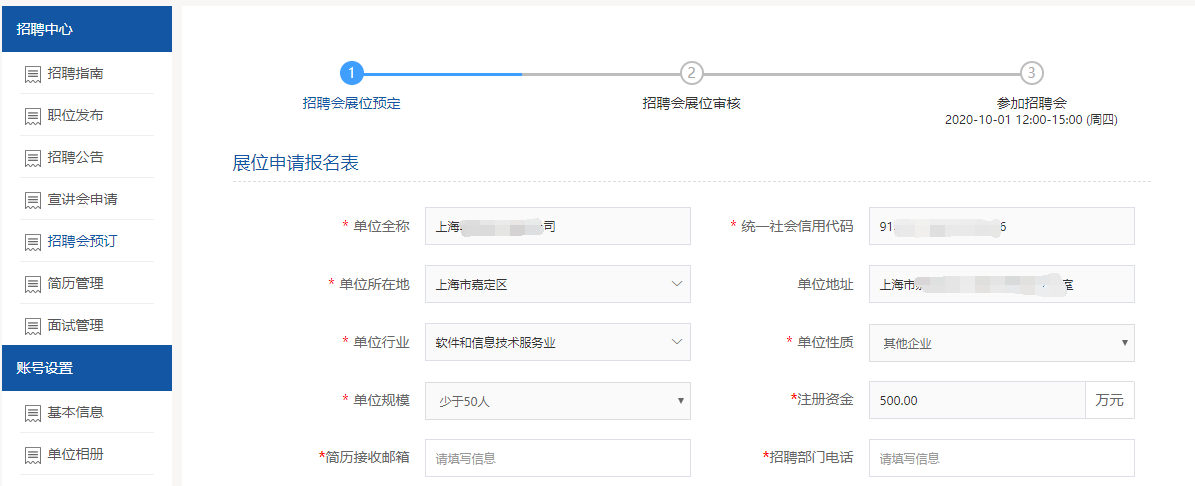 招聘中心
招聘指南
职位发布
招聘公告
宣讲会申请
招聘会预订
简历管理
面试管理
账号设置
基本信息
单位相册
1 2 3
招聘会展位预定 招聘会展位审核 参加招聘会
2020-10-01 12:00-15:00 (周四)
展位申请报名表
* 单位全称 上海 司 * 统一社会信用代码 91 6
* 单位所在地 上海市嘉定区 单位地址 上海市 室
* 单位行业 软件和信息技术服务业 * 单位性质 其他企业
* 单位规模 少于50人 *注册资金 500.00 万元
*简历接收邮箱 请填写信息 *招聘部门电话 请填写信息